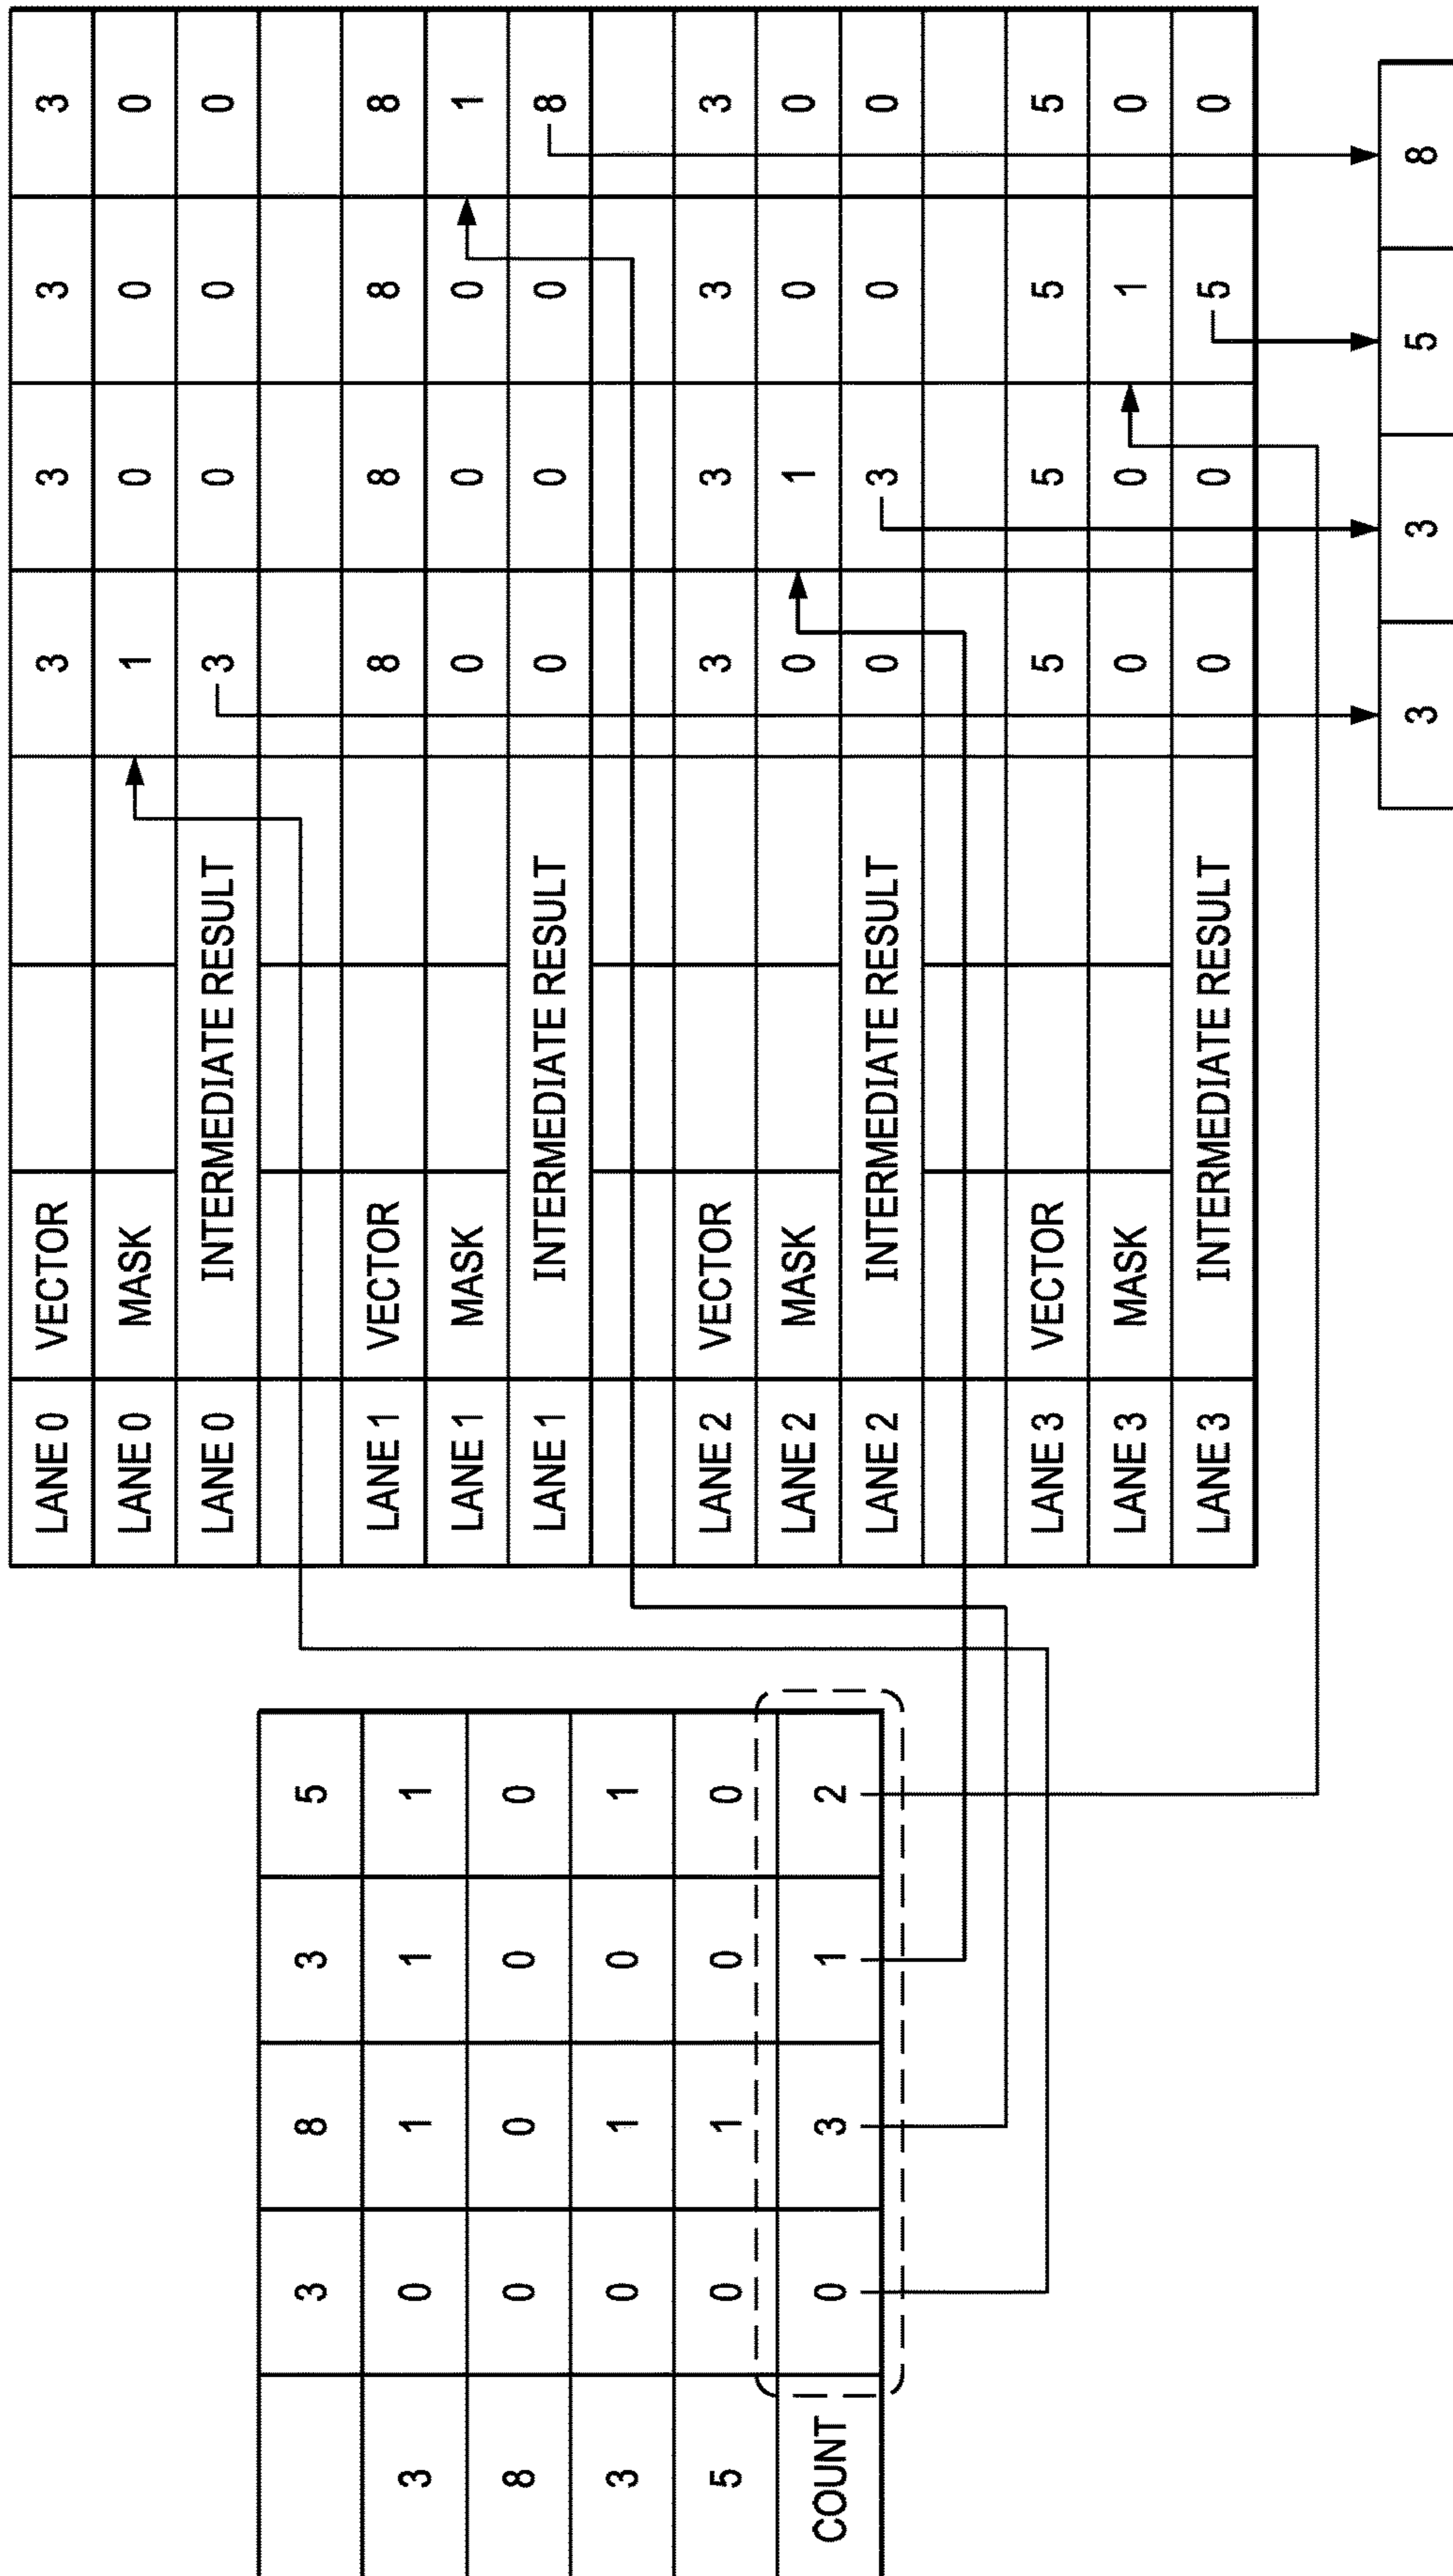 3 8 3 5
3 0 1 1 1
8 0 0 0 0
3 0 1 0 1
5 0 1 0 0
COUNT 0 3 1 2
LANE 0 VECTOR 3 3 3 3
LANE 0 MASK 1 0 0 0
LANE 0 INTERMEDIATE RESULT 3 0 0 0
LANE 1 VECTOR 8 8 8 8
LANE 1 MASK 0 0 0 1
LANE 1 INTERMEDIATE RESULT 0 0 0 8
LANE 2 VECTOR 3 3 3 3
LANE 2 MASK 0 1 0 0
LANE 2 INTERMEDIATE RESULT 0 3 0 0
LANE 3 VECTOR 5 5 5 5
LANE 3 MASK 0 0 1 0
LANE 3 INTERMEDIATE RESULT 0 0 5 0
3 3 5 8